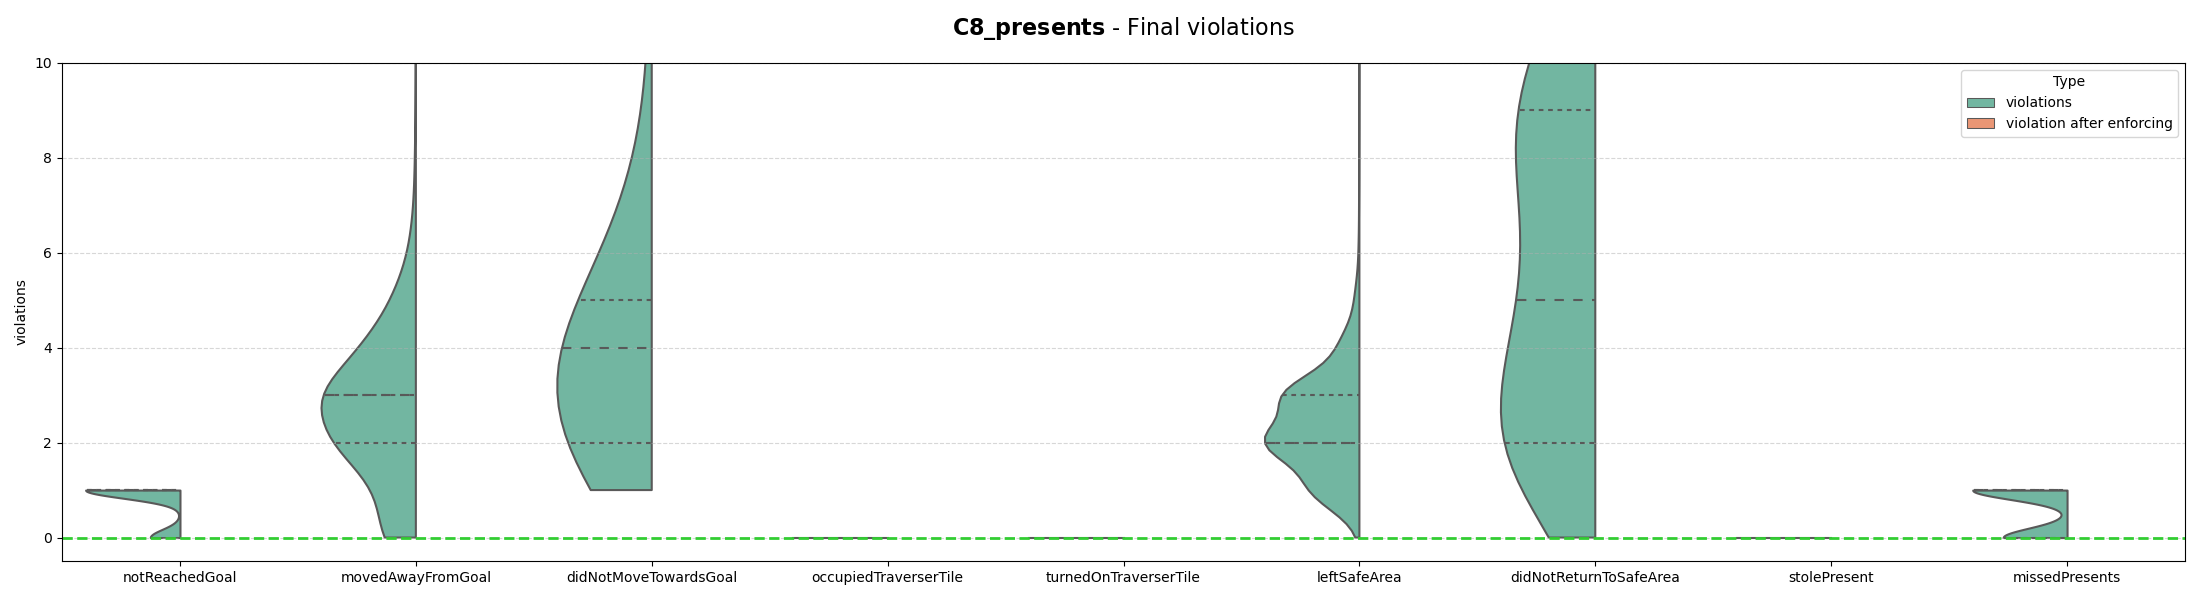 C8_presents - Final violations
10
8
6
4
2
0
violations
Type
violations
violation after enforcing
notReachedGoal
movedAwayFromGoal
didNotMoveTowardsGoal
occupiedTraverserTile
turnedOnTraverserTile
leftSafeArea
didNotReturnToSafeArea
stolePresent
missedPresents